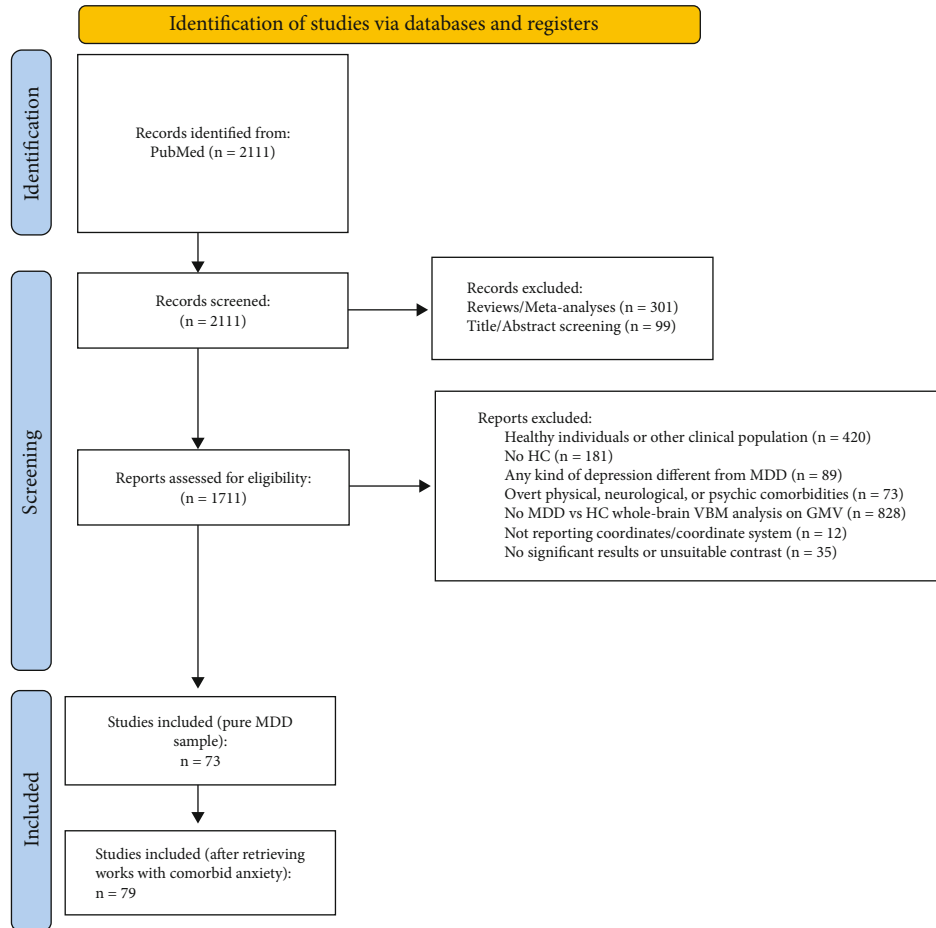 Identification of studies via databases and registers
Identification
Records identified from:
PubMed (n = 2111)
Screening
Records screened:
(n = 2111)
Records excluded:
Reviews/Meta-analyses (n = 301)
Title/Abstract screening (n = 99)
Reports assessed for eligibility:
(n = 1711)
Reports excluded:
Healthy individuals or other clinical population (n = 420)
No HC (n = 181)
Any kind of depression different from MDD (n = 89)
Overt physical, neurological, or psychic comorbidities (n = 73)
No MDD vs HC whole-brain VBM analysis on GMV (n = 828)
Not reporting coordinates/coordinate system (n = 12)
No significant results or unsuitable contrast (n = 35)
Included
Studies included (pure MDD
sample):
n = 73
Studies included (after retrieving
works with comorbid anxiety):
n = 79